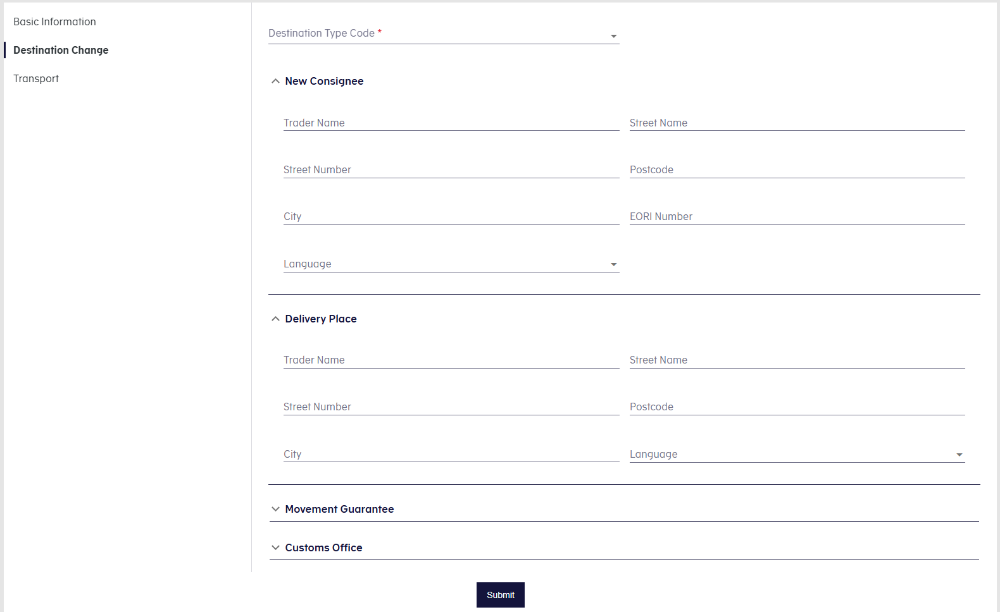 Basic Information
Destination Change
Transport
Destination Type Code *
New Consignee
Trader Name
Street Name
Street Number
Postcode
City
EORI Number
Language
Delivery Place
Trader Name
Street Name
Street Number
Postcode
City
Language
Movement Guarantee
Customs Office
Submit